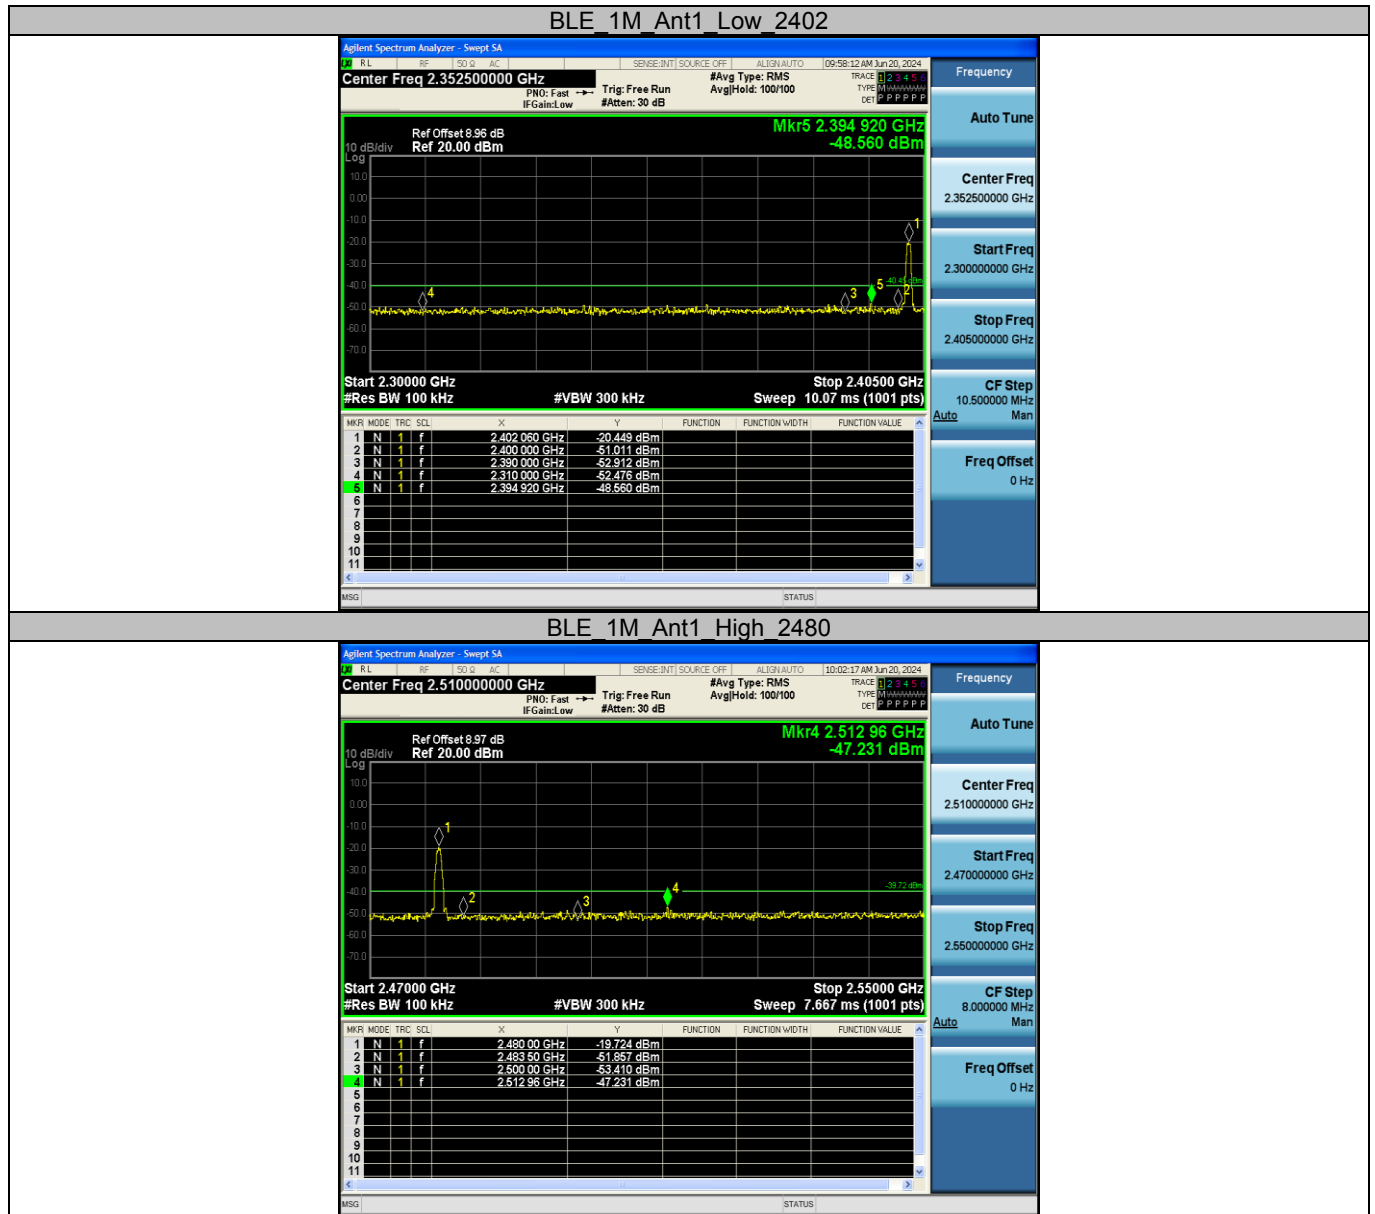 BLE_1M_Ant1_Low_2402
Agilent Spectrum Analyzer - Swept SA
RL RF 50 Ω AC SENSE:INT SOURCE OFF ALIGNAUTO 09:58:12 AM Jun 20, 2024
Center Freq 2.352500000 GHz
PNO: Fast
IFGain:Low
Trig: Free Run
#Atten: 30 dB
#Avg Type: RMS
Avg|Hold: 100/100
TRACE 1 2 3 4 5 6
TYPE M WWWWW
DET P P P P P P
Frequency
Mkr5 2.394 920 GHz
-48.560 dBm
Ref Offset 8.96 dB
10 dB/div Ref 20.00 dBm
Log
10.0
0.00
-10.0
-20.0
-30.0
-40.0
-50.0
-60.0
-70.0
1
2
3
4
5
-40.45 dBm
Start 2.30000 GHz Stop 2.40500 GHz
#Res BW 100 kHz #VBW 300 kHz Sweep 10.07 ms (1001 pts)
MKR MODE TRC SCL X Y FUNCTION FUNCTION WIDTH FUNCTION VALUE
1 N 1 f 2.402 060 GHz -20.449 dBm
2 N 1 f 2.400 000 GHz -51.011 dBm
3 N 1 f 2.390 000 GHz -52.912 dBm
4 N 1 f 2.310 000 GHz -52.476 dBm
5 N 1 f 2.394 920 GHz -48.560 dBm
6
7
8
9
10
11
MSG STATUS
Auto Tune
Center Freq
2.352500000 GHz
Start Freq
2.300000000 GHz
Stop Freq
2.405000000 GHz
CF Step
10.500000 MHz
Auto Man
Freq Offset
0 Hz
BLE_1M_Ant1_High_2480
Agilent Spectrum Analyzer - Swept SA
RL RF 50 Ω AC SENSE:INT SOURCE OFF ALIGNAUTO 10:02:17 AM Jun 20, 2024
Center Freq 2.510000000 GHz
PNO: Fast
IFGain:Low
Trig: Free Run
#Atten: 30 dB
#Avg Type: RMS
Avg|Hold: 100/100
TRACE 1 2 3 4 5 6
TYPE M WWWWW
DET P P P P P P
Frequency
Mkr4 2.512 96 GHz
-47.231 dBm
Ref Offset 8.97 dB
10 dB/div Ref 20.00 dBm
Log
10.0
0.00
-10.0
-20.0
-30.0
-40.0
-50.0
-60.0
-70.0
1
2
3
4
-39.72 dBm
Start 2.47000 GHz Stop 2.55000 GHz
#Res BW 100 kHz #VBW 300 kHz Sweep 7.667 ms (1001 pts)
MKR MODE TRC SCL X Y FUNCTION FUNCTION WIDTH FUNCTION VALUE
1 N 1 f 2.480 00 GHz -19.724 dBm
2 N 1 f 2.483 50 GHz -51.857 dBm
3 N 1 f 2.500 00 GHz -53.410 dBm
4 N 1 f 2.512 96 GHz -47.231 dBm
5
6
7
8
9
10
11
MSG STATUS
Auto Tune
Center Freq
2.510000000 GHz
Start Freq
2.470000000 GHz
Stop Freq
2.550000000 GHz
CF Step
8.000000 MHz
Auto Man
Freq Offset
0 Hz